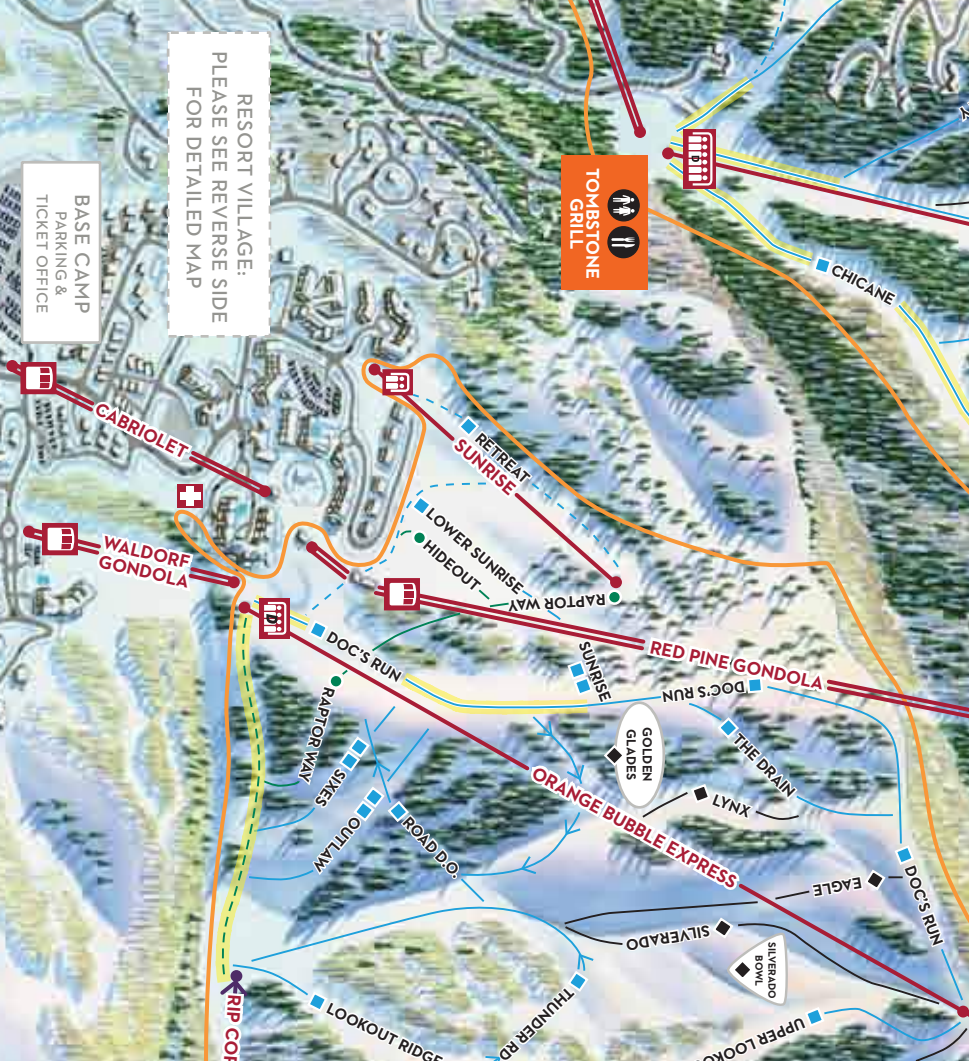 RESORT VILLAGE:
PLEASE SEE REVERSE SIDE
FOR DETAILED MAP
BASE CAMP
PARKING &
TICKET OFFICE
TOMBSTONE
GRILL
D
CHICANE
CABRIOLET
WALDORF
GONDOLA
RETREAT
SUNRISE
LOWER SUNRISE
HIDEOUT
RAPTOR WAY
RED PINE GONDOLA
D
DOC'S RUN
SUNRISE
DOC'S RUN
RAPTOR WAY
GOLDEN
GLADES
THE DRAIN
LYNX
SIXES
OUTLAW
ROAD D.O.
ORANGE BUBBLE EXPRESS
EAGLE
DOC'S RUN
SILVERADO
SILVERADO
BOWL
THUNDER RD
LOOKOUT RIDGE
UPPER LOOKO
RIP COR